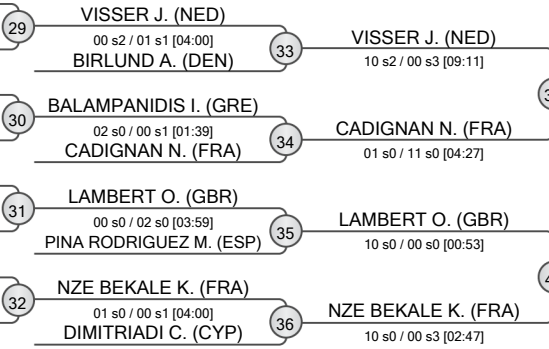 29
VISSER J. (NED)
00 s2 / 01 s1 [04:00]
BIRLUND A. (DEN)
33
VISSER J. (NED)
10 s2 / 00 s3 [09:11]
30
BALAMPANIDIS I. (GRE)
02 s0 / 00 s1 [01:39]
CADIGNAN N. (FRA)
34
CADIGNAN N. (FRA)
01 s0 / 11 s0 [04:27]
31
LAMBERT O. (GBR)
00 s0 / 02 s0 [03:59]
PINA RODRIGUEZ M. (ESP)
35
LAMBERT O. (GBR)
10 s0 / 00 s0 [00:53]
32
NZE BEKALE K. (FRA)
01 s0 / 00 s1 [04:00]
DIMITRIADI C. (CYP)
36
NZE BEKALE K. (FRA)
10 s0 / 00 s3 [02:47]